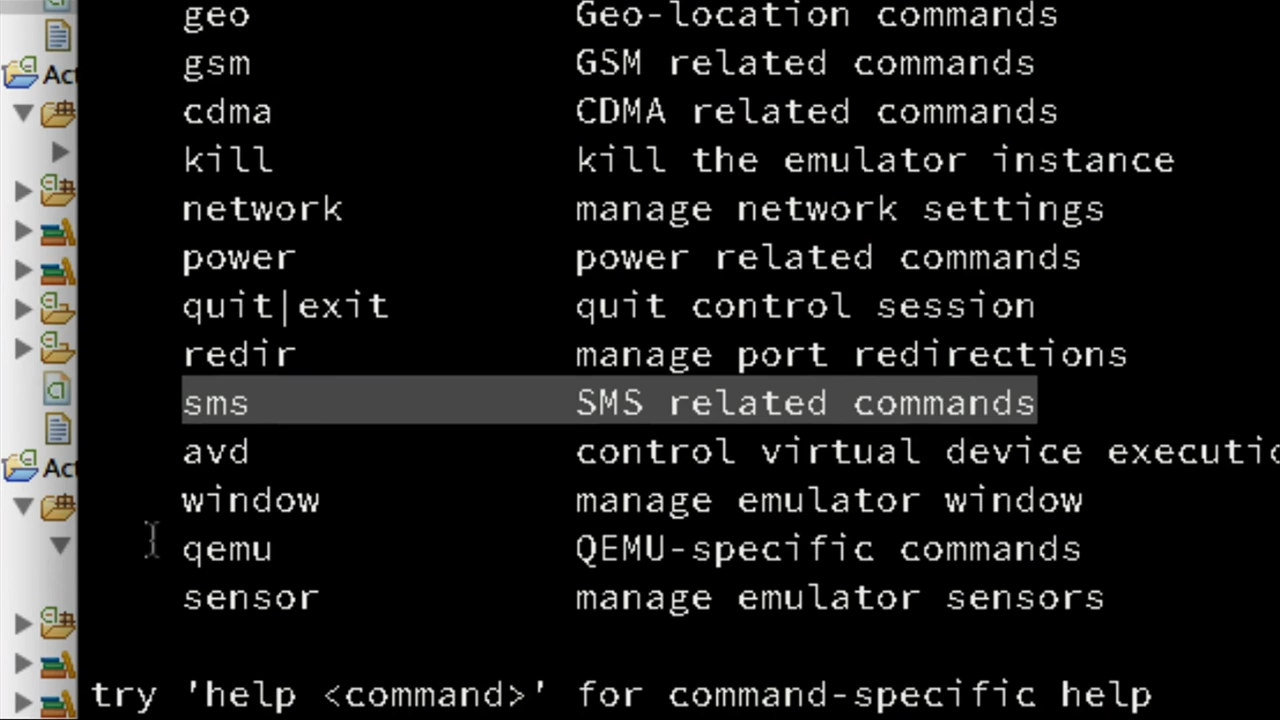 geo Geo-location commands
gsm GSM related commands
Act
cdma CDMA related commands
kill kill the emulator instance
network manage network settings
power power related commands
quit|exit quit control session
redir manage port redirections
sms SMS related commands
avd control virtual device executio
Act
window manage emulator window
qemu QEMU-specific commands
sensor manage emulator sensors
try 'help <command>' for command-specific help